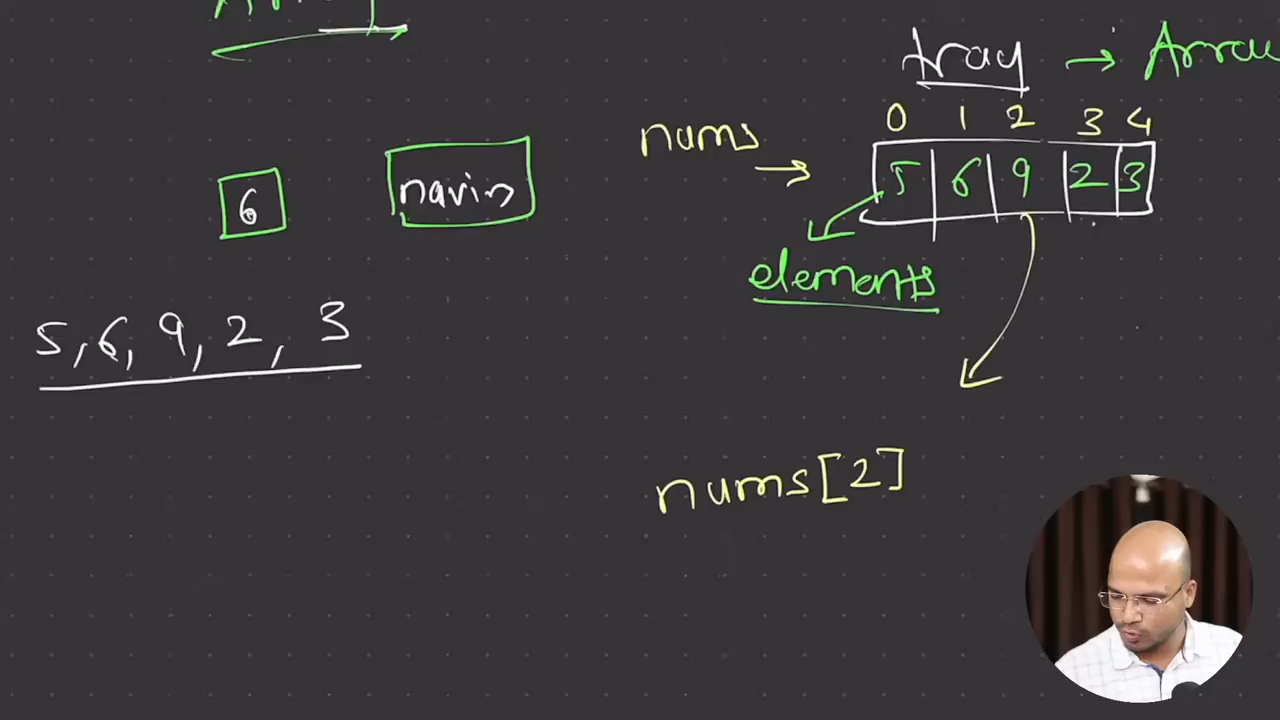 tray → Array
nums → 0 1 2 3 4
5 6 9 2 3
6 navin
elements
5, 6, 9, 2, 3
nums[2]